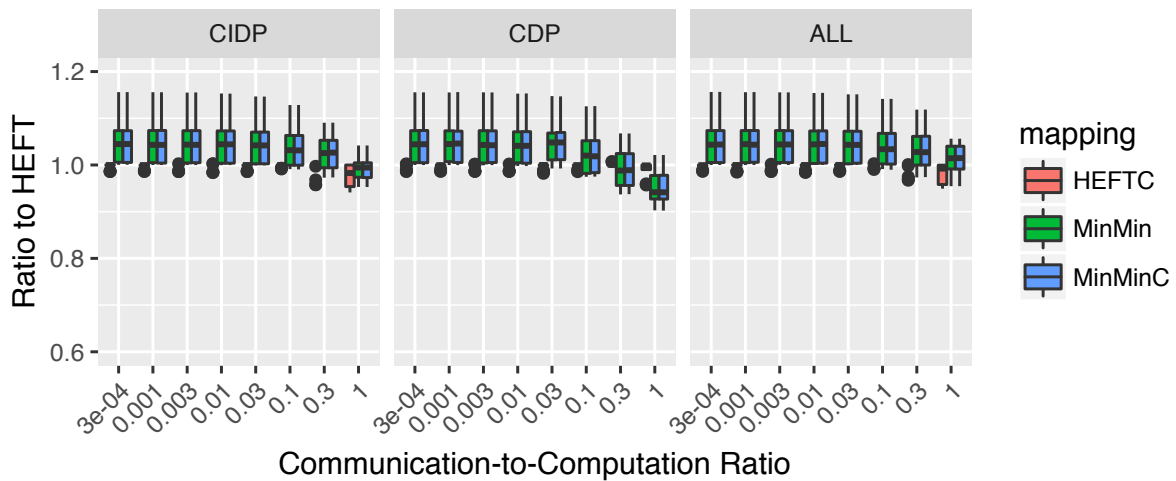 CIDP CDP ALL
1.2
1.0
0.8
0.6
Ratio to HEFT
3e-04 0.001 0.003 0.01 0.03 0.1 0.3 1
3e-04 0.001 0.003 0.01 0.03 0.1 0.3 1
3e-04 0.001 0.003 0.01 0.03 0.1 0.3 1
Communication-to-Computation Ratio
mapping
HEFTC
MinMin
MinMinC